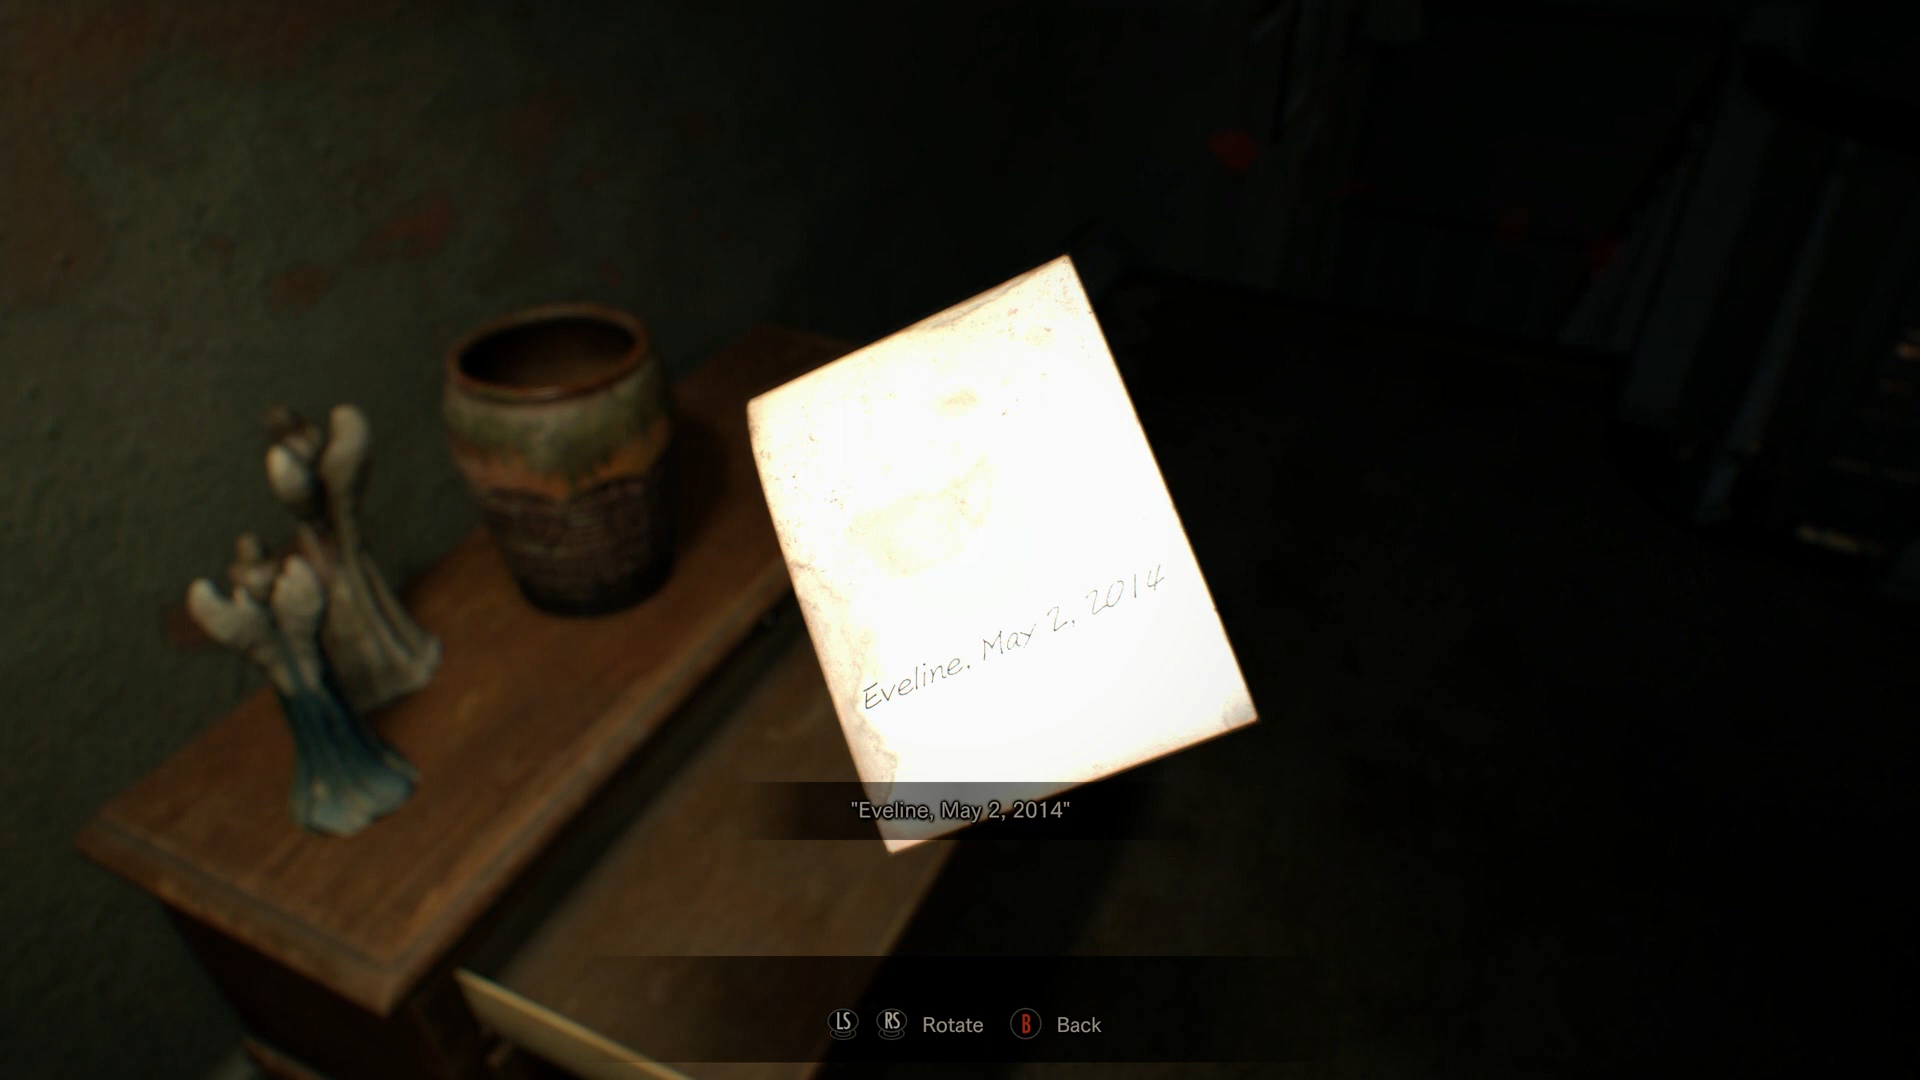 Eveline. May 2, 2014
"Eveline, May 2, 2014"
LS RS Rotate B Back